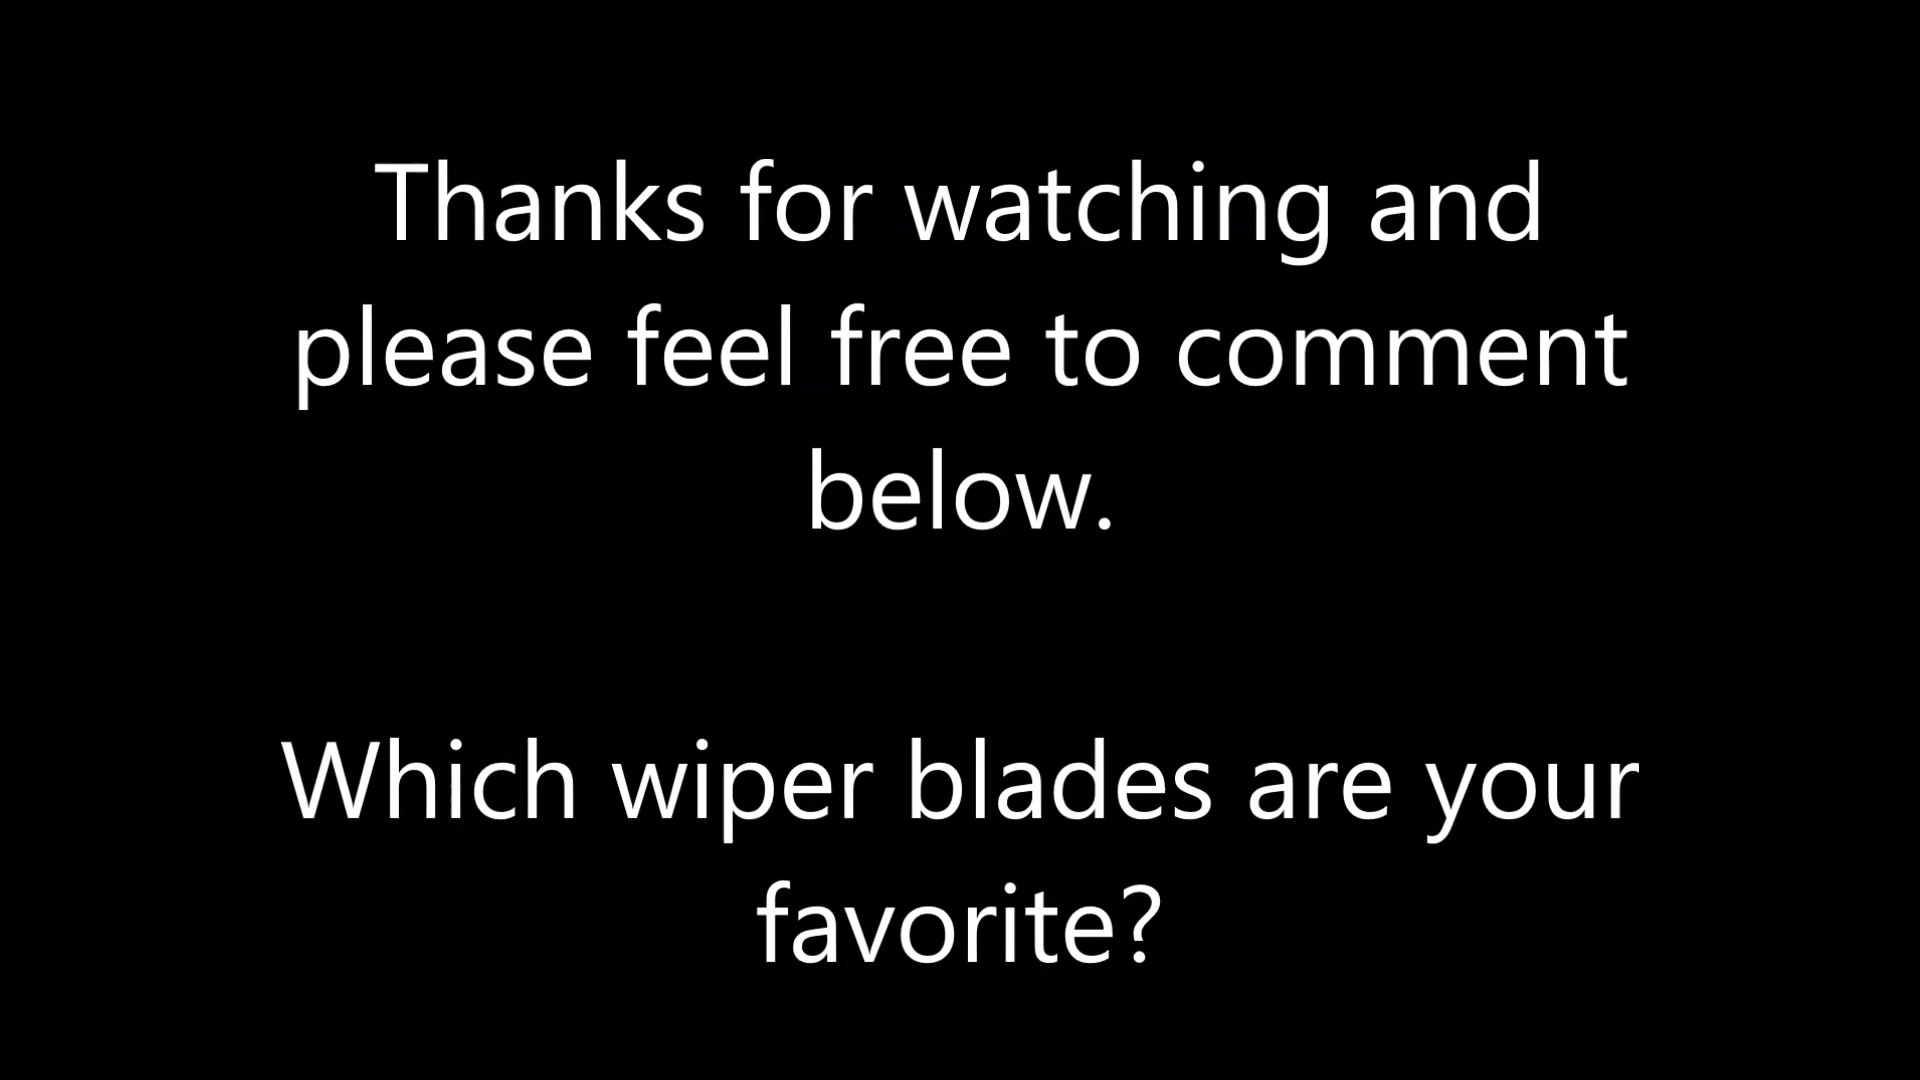 Thanks for watching and
please feel free to comment
below.
Which wiper blades are your
favorite?